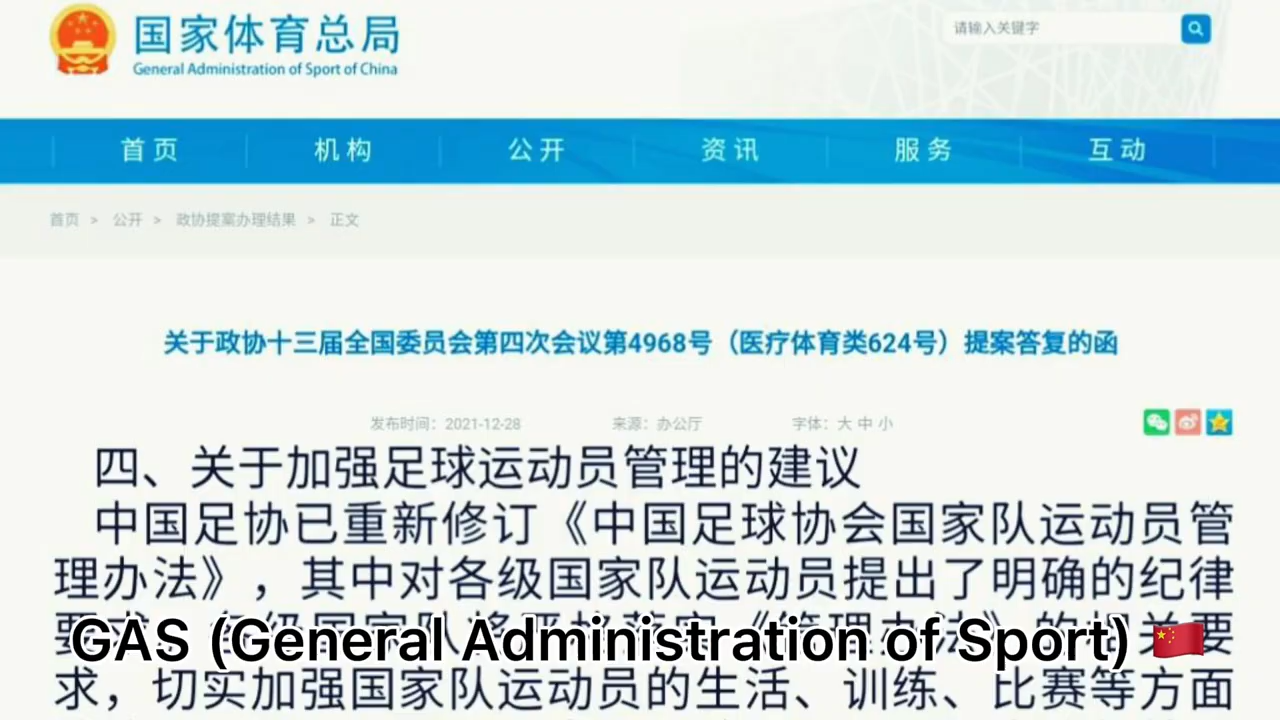 国家体育总局
General Administration of Sport of China
请输入关键字
首页 机构 公开 资讯 服务 互动
首页 > 公开 > 政协提案办理结果 > 正文
关于政协十三届全国委员会第四次会议第4968号（医疗体育类624号）提案答复的函
发布时间：2021-12-28 来源：办公厅 字体：大 中 小
四、关于加强足球运动员管理的建议
中国足协已重新修订《中国足球协会国家队运动员管
理办法》，其中对各级国家队运动员提出了明确的纪律
GAS (General Administration of Sport) 🇨🇳
求，切实加强国家队运动员的生活、训练、比赛等方面